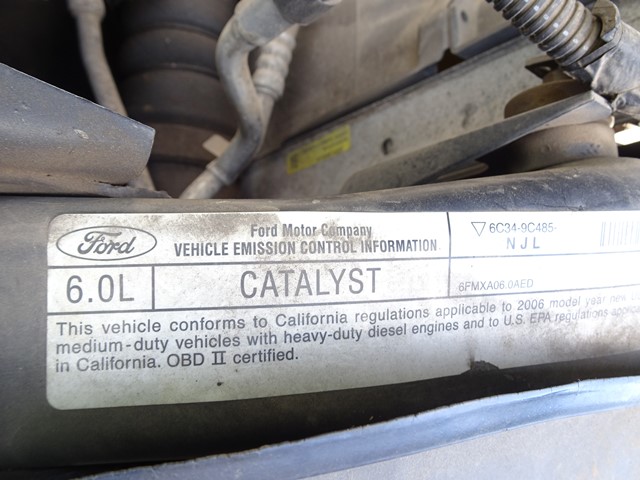 Ford
Ford Motor Company
VEHICLE EMISSION CONTROL INFORMATION
6C34-9C485-
NJL
6.0L
CATALYST
6FMXA06.0AED
This vehicle conforms to California regulations applicable to 2006 model year new
medium-duty vehicles with heavy-duty diesel engines and to U.S. EPA regulations
in California. OBD II certified.